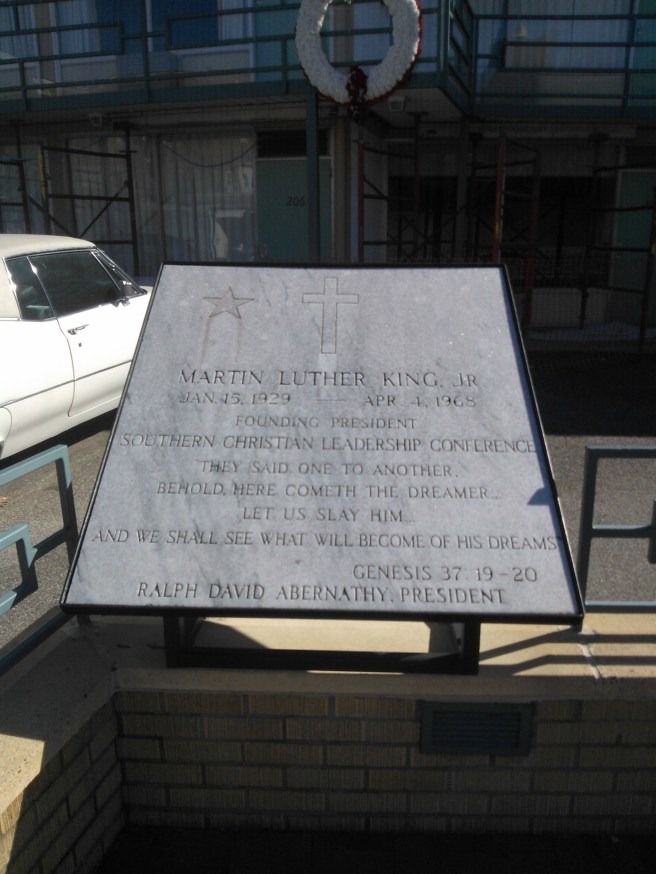 206
MARTIN LUTHER KING, JR
JAN. 15, 1929 — APR. 4, 1968
FOUNDING PRESIDENT
SOUTHERN CHRISTIAN LEADERSHIP CONFERENCE
THEY SAID ONE TO ANOTHER,
BEHOLD, HERE COMETH THE DREAMER...
LET US SLAY HIM...
AND WE SHALL SEE WHAT WILL BECOME OF HIS DREAMS
GENESIS 37:19-20
RALPH DAVID ABERNATHY, PRESIDENT